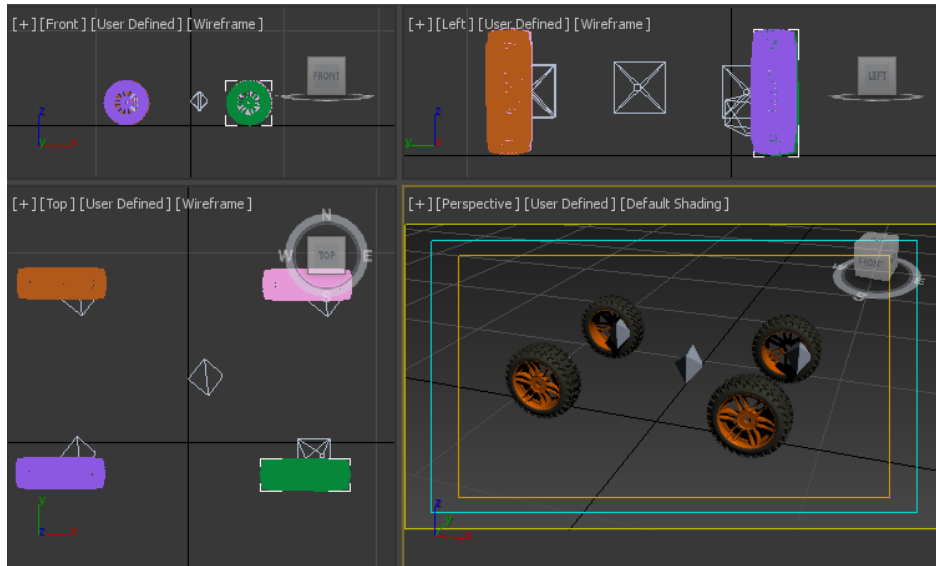 [+] [Front] [User Defined] [Wireframe]
FRONT
z
y x
[+] [Left] [User Defined] [Wireframe]
LEFT
z
y
[+] [Top] [User Defined] [Wireframe]
N
W TOP E
S
y
z x
[+] [Perspective] [User Defined] [Default Shading]
FRONT
S E
z
y
x